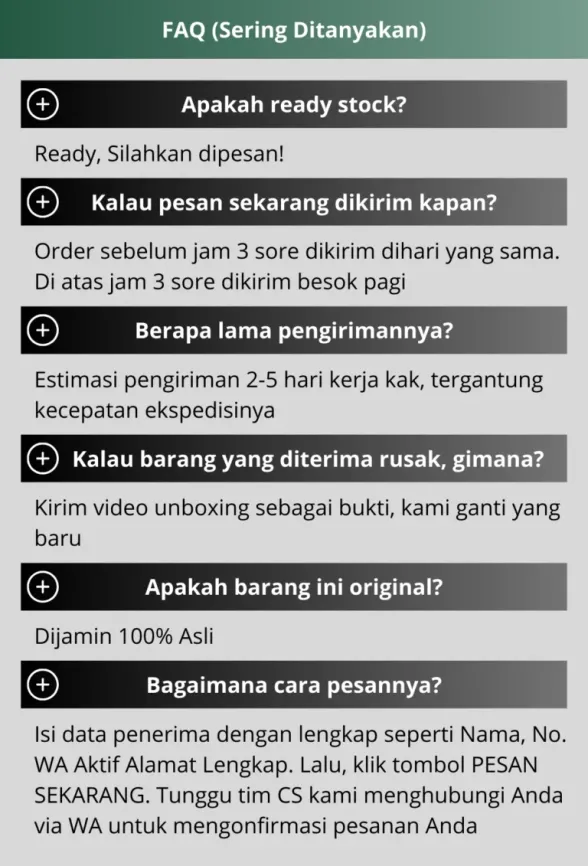 FAQ (Sering Ditanyakan)
Apakah ready stock?
Ready, Silahkan dipesan!
Kalau pesan sekarang dikirim kapan?
Order sebelum jam 3 sore dikirim dihari yang sama.
Di atas jam 3 sore dikirim besok pagi
Berapa lama pengirimannya?
Estimasi pengiriman 2-5 hari kerja kak, tergantung
kecepatan ekspedisinya
Kalau barang yang diterima rusak, gimana?
Kirim video unboxing sebagai bukti, kami ganti yang
baru
Apakah barang ini original?
Dijamin 100% Asli
Bagaimana cara pesannya?
Isi data penerima dengan lengkap seperti Nama, No.
WA Aktif Alamat Lengkap. Lalu, klik tombol PESAN
SEKARANG. Tunggu tim CS kami menghubungi Anda
via WA untuk mengonfirmasi pesanan Anda